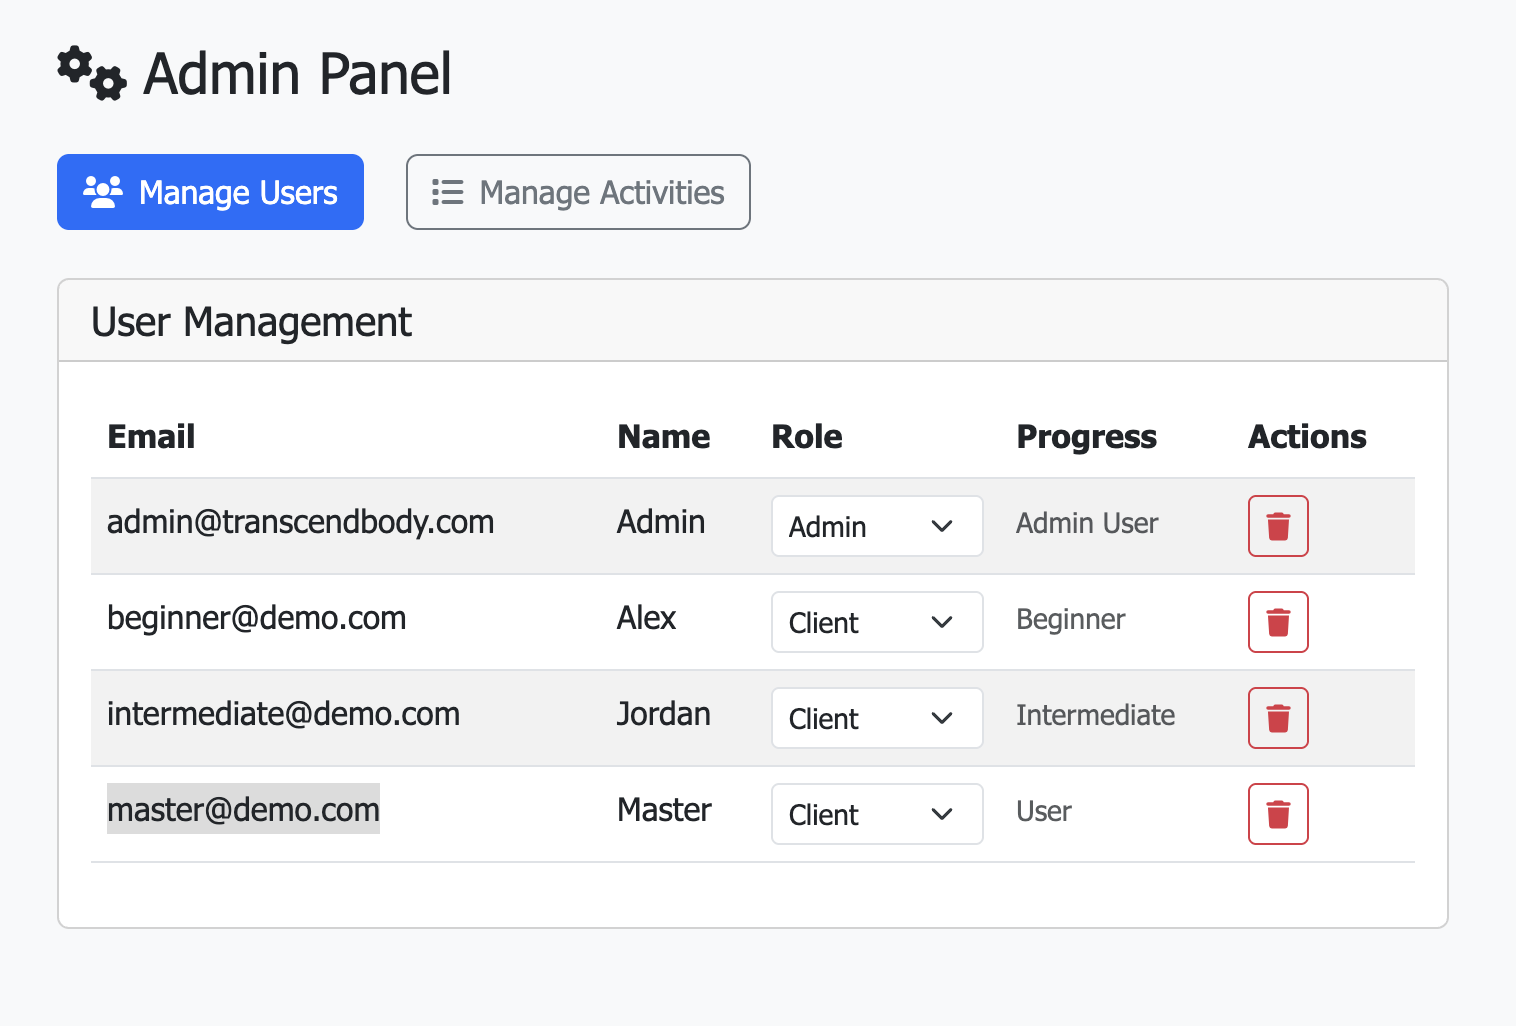 Admin Panel
Manage Users Manage Activities
User Management
Email Name Role Progress Actions
admin@transcendbody.com Admin Admin Admin User
beginner@demo.com Alex Client Beginner
intermediate@demo.com Jordan Client Intermediate
master@demo.com Master Client User